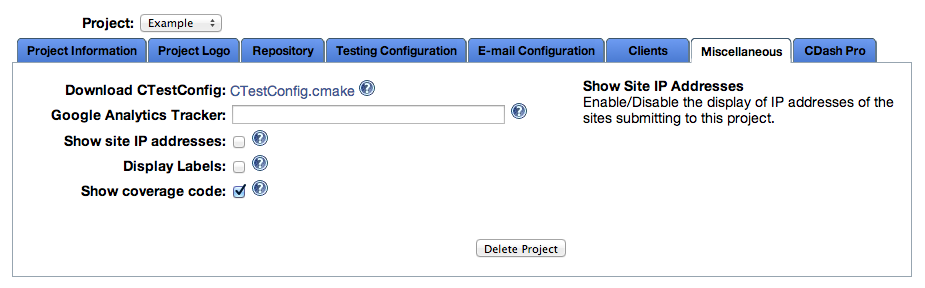 Project: Example
Project Information Project Logo Repository Testing Configuration E-mail Configuration Clients Miscellaneous CDash Pro
Download CTestConfig: CTestConfig.cmake ?
Google Analytics Tracker: ?
Show site IP addresses: ?
Display Labels: ?
Show coverage code: ?
Delete Project
Show Site IP Addresses
Enable/Disable the display of IP addresses of the
sites submitting to this project.